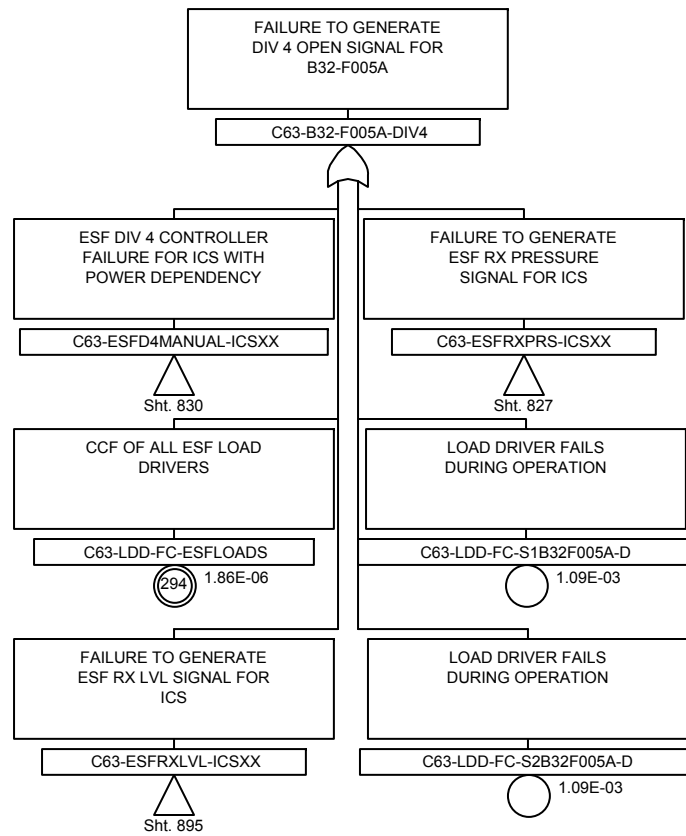 FAILURE TO GENERATE
DIV 4 OPEN SIGNAL FOR
B32-F005A
C63-B32-F005A-DIV4
ESF DIV 4 CONTROLLER
FAILURE FOR ICS WITH
POWER DEPENDENCY
C63-ESFD4MANUAL-ICSXX
Sht. 830
FAILURE TO GENERATE
ESF RX PRESSURE
SIGNAL FOR ICS
C63-ESFRXPRS-ICSXX
Sht. 827
CCF OF ALL ESF LOAD
DRIVERS
C63-LDD-FC-ESFLOADS
294
1.86E-06
LOAD DRIVER FAILS
DURING OPERATION
C63-LDD-FC-S1B32F005A-D
1.09E-03
FAILURE TO GENERATE
ESF RX LVL SIGNAL FOR
ICS
C63-ESFRXLVL-ICSXX
Sht. 895
LOAD DRIVER FAILS
DURING OPERATION
C63-LDD-FC-S2B32F005A-D
1.09E-03